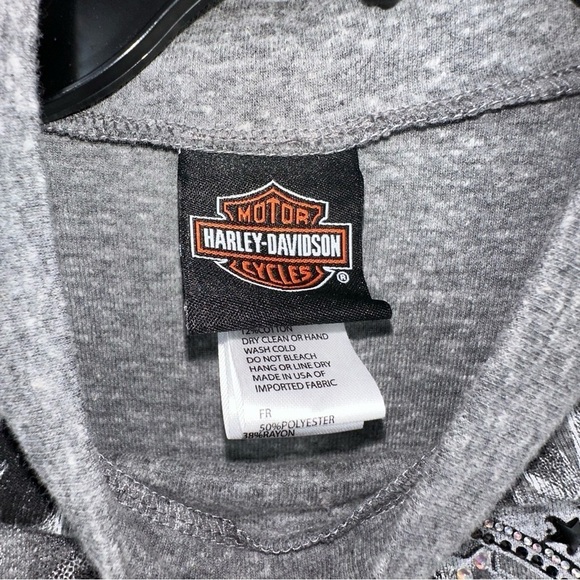 MOTOR
HARLEY-DAVIDSON
CYCLES
®
12%COTTON
DRY CLEAN OR HAND
WASH COLD
DO NOT BLEACH
HANG OR LINE DRY
MADE IN USA OF
IMPORTED FABRIC
FR
50%POLYESTER
38%RAYON